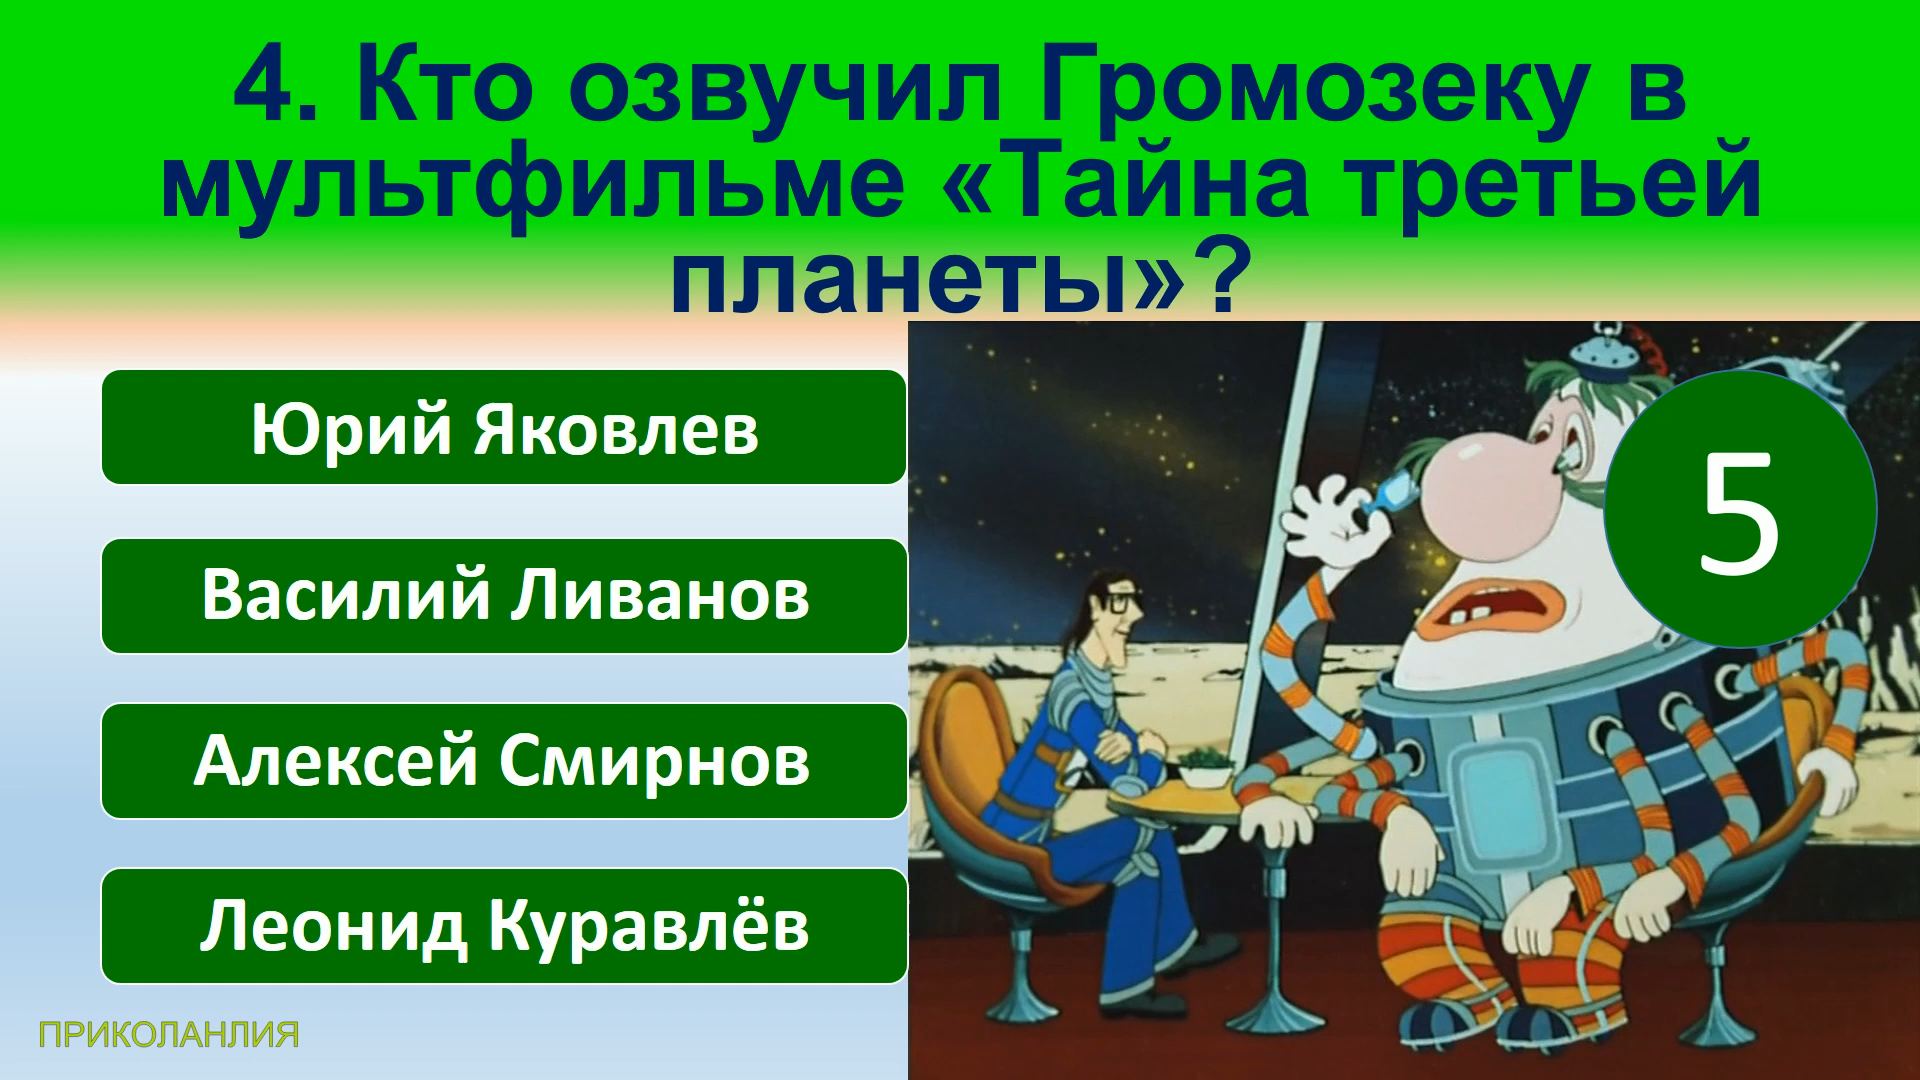 4. Кто озвучил Громозеку в
мультфильме «Тайна третьей
планеты»?
Юрий Яковлев
5
Василий Ливанов
Алексей Смирнов
Леонид Куравлёв
ПРИКОЛАНЛИЯ